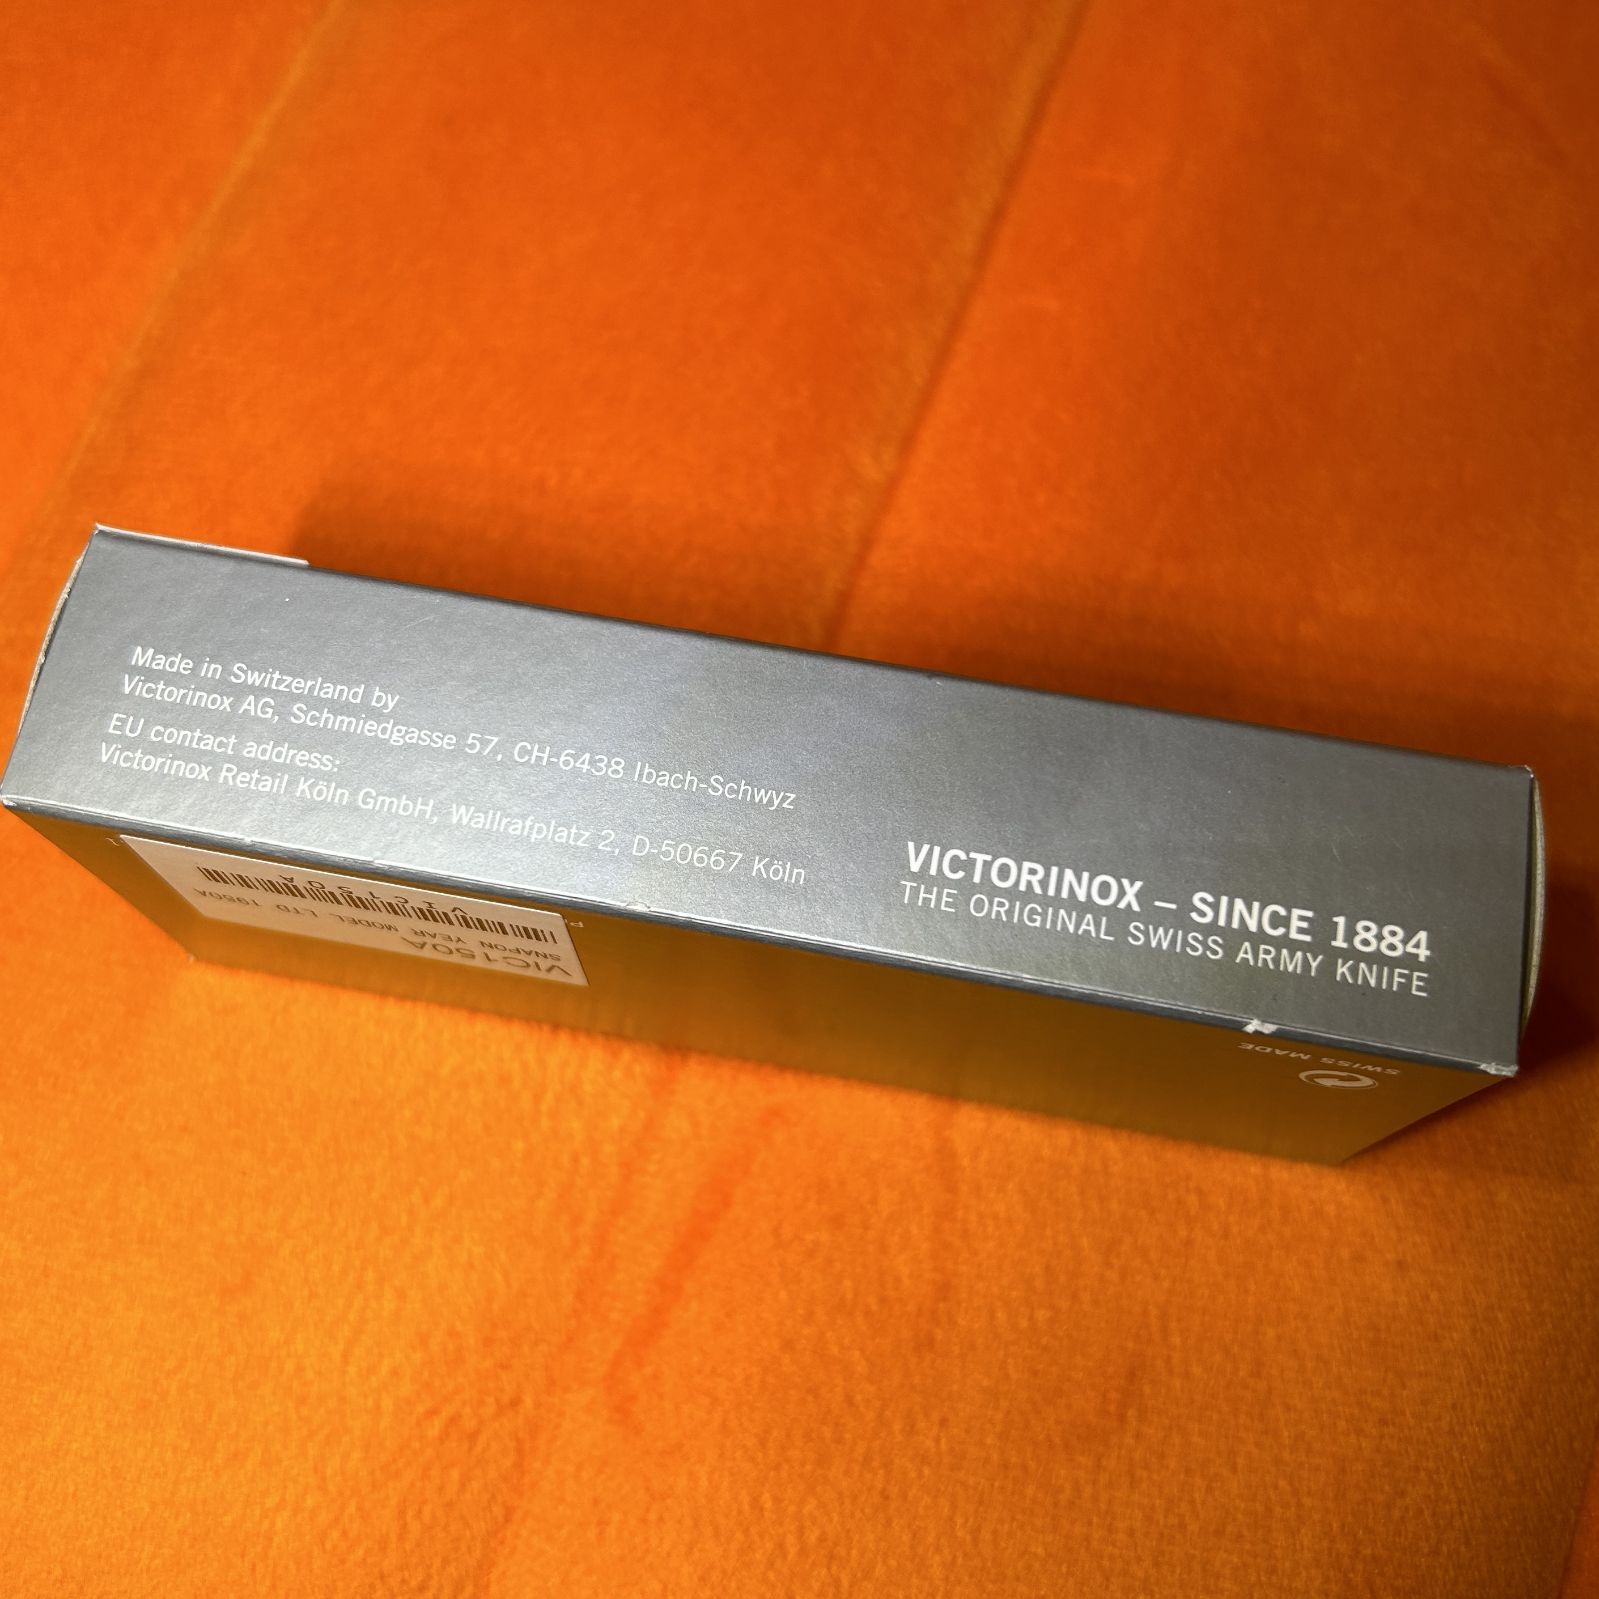 Made in Switzerland by
Victorinox AG, Schmiedgasse 57, CH-6438 Ibach-Schwyz
EU contact address:
Victorinox Retail Köln GmbH, Wallrafplatz 2, D-50667 Köln
VICTORINOX – SINCE 1884
THE ORIGINAL SWISS ARMY KNIFE
SWISS MADE
VIC150A
SNAPON YEAR MODEL LTD 1950A
VIC150A